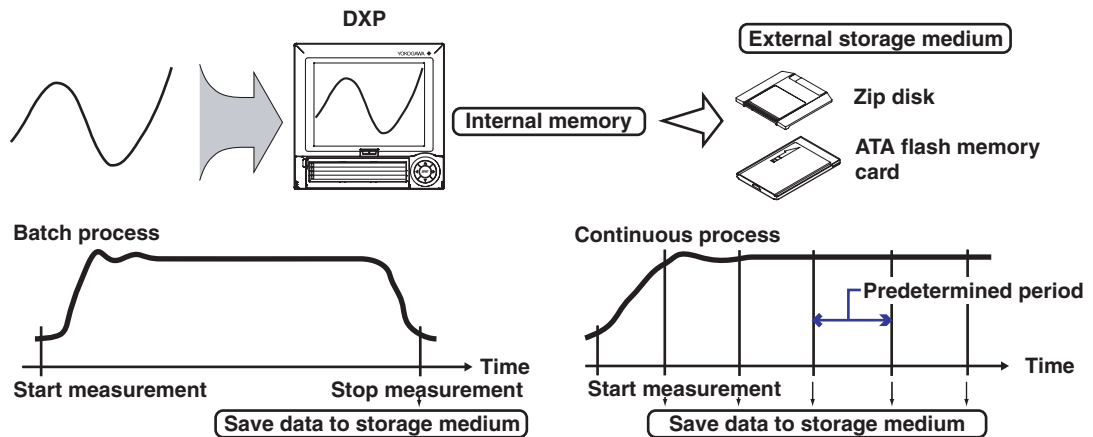 DXP
YOKOGAWA
Internal memory
External storage medium
Zip disk
ATA flash memory
card
Batch process
Time
Start measurement
Stop measurement
Save data to storage medium
Continuous process
Predetermined period
Time
Start measurement
Save data to storage medium